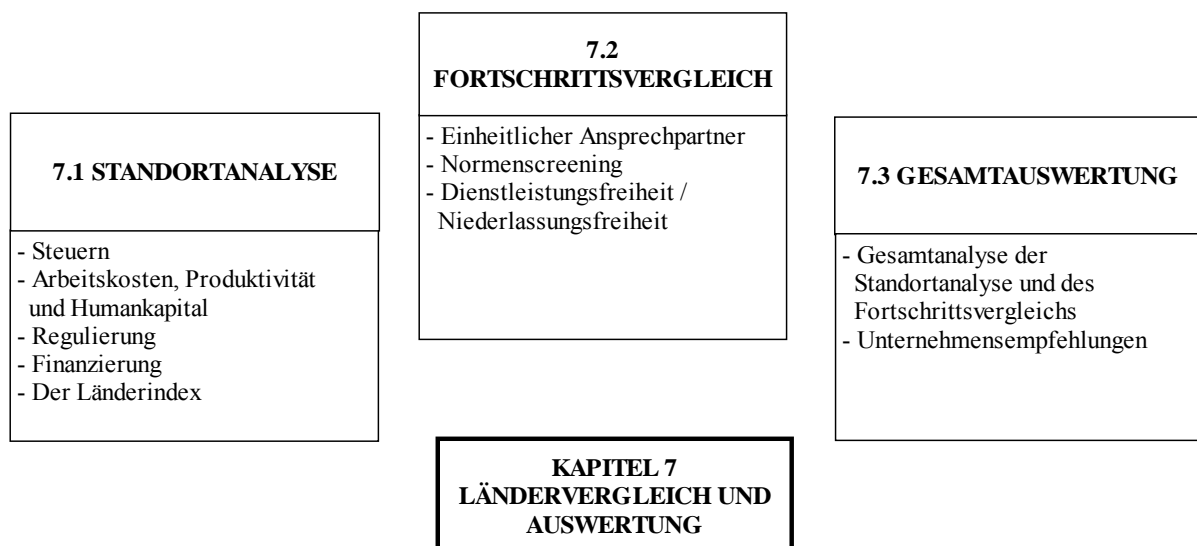 7.1 STANDORTANALYSE
- Steuern
- Arbeitskosten, Produktivität
und Humankapital
- Regulierung
- Finanzierung
- Der Länderindex
7.2
FORTSCHRITTSVERGLEICH
- Einheitlicher Ansprechpartner
- Normenscreening
- Dienstleistungsfreiheit /
Niederlassungsfreiheit
7.3 GESAMTAUSWERTUNG
- Gesamtanalyse der
Standortanalyse und des
Fortschrittsvergleichs
- Unternehmensempfehlungen
KAPITEL 7
LÄNDERVERGLEICH UND
AUSWERTUNG